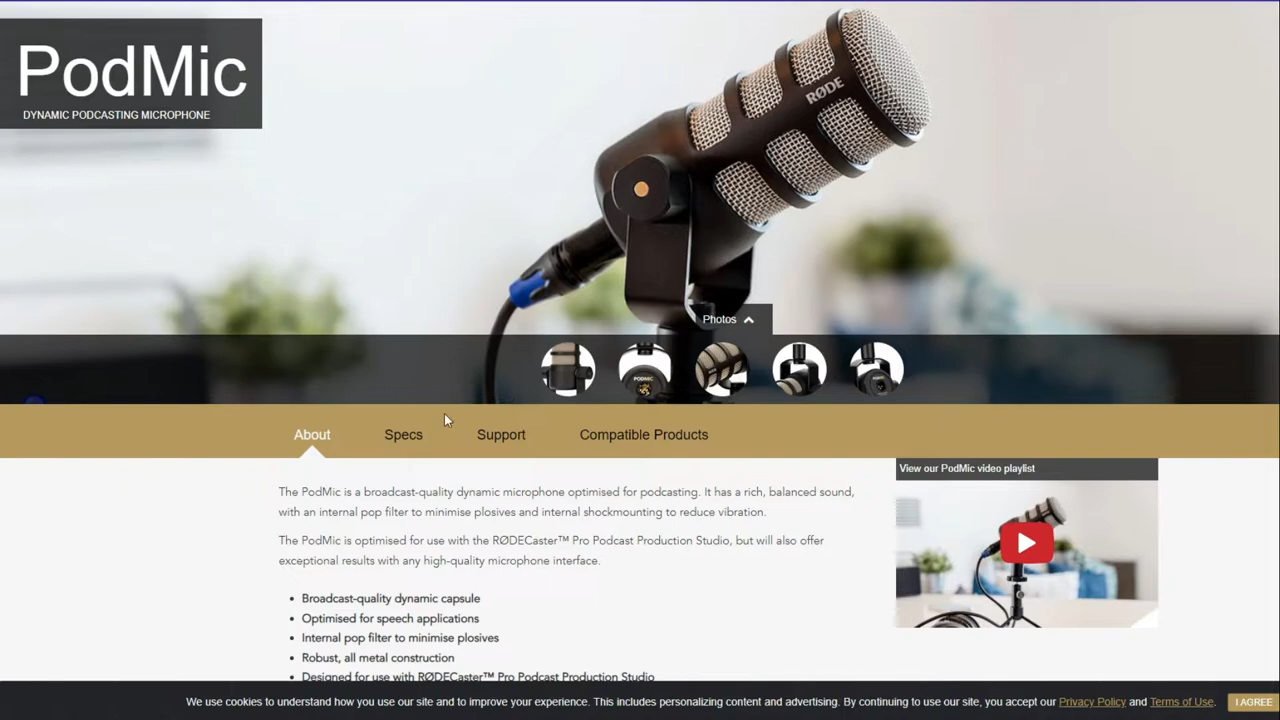 PodMic
DYNAMIC PODCASTING MICROPHONE
RØDE
Photos
PODMIC
About
Specs
Support
Compatible Products
The PodMic is a broadcast-quality dynamic microphone optimised for podcasting. It has a rich, balanced sound,
with an internal pop filter to minimise plosives and internal shockmounting to reduce vibration.
The PodMic is optimised for use with the RØDECaster™ Pro Podcast Production Studio, but will also offer
exceptional results with any high-quality microphone interface.
• Broadcast-quality dynamic capsule
• Optimised for speech applications
• Internal pop filter to minimise plosives
• Robust, all metal construction
• Designed for use with RØDECaster™ Pro Podcast Production Studio
View our PodMic video playlist
We use cookies to understand how you use our site and to improve your experience. This includes personalizing content and advertising. By continuing to use our site, you accept our Privacy Policy and Terms of Use.
I AGREE